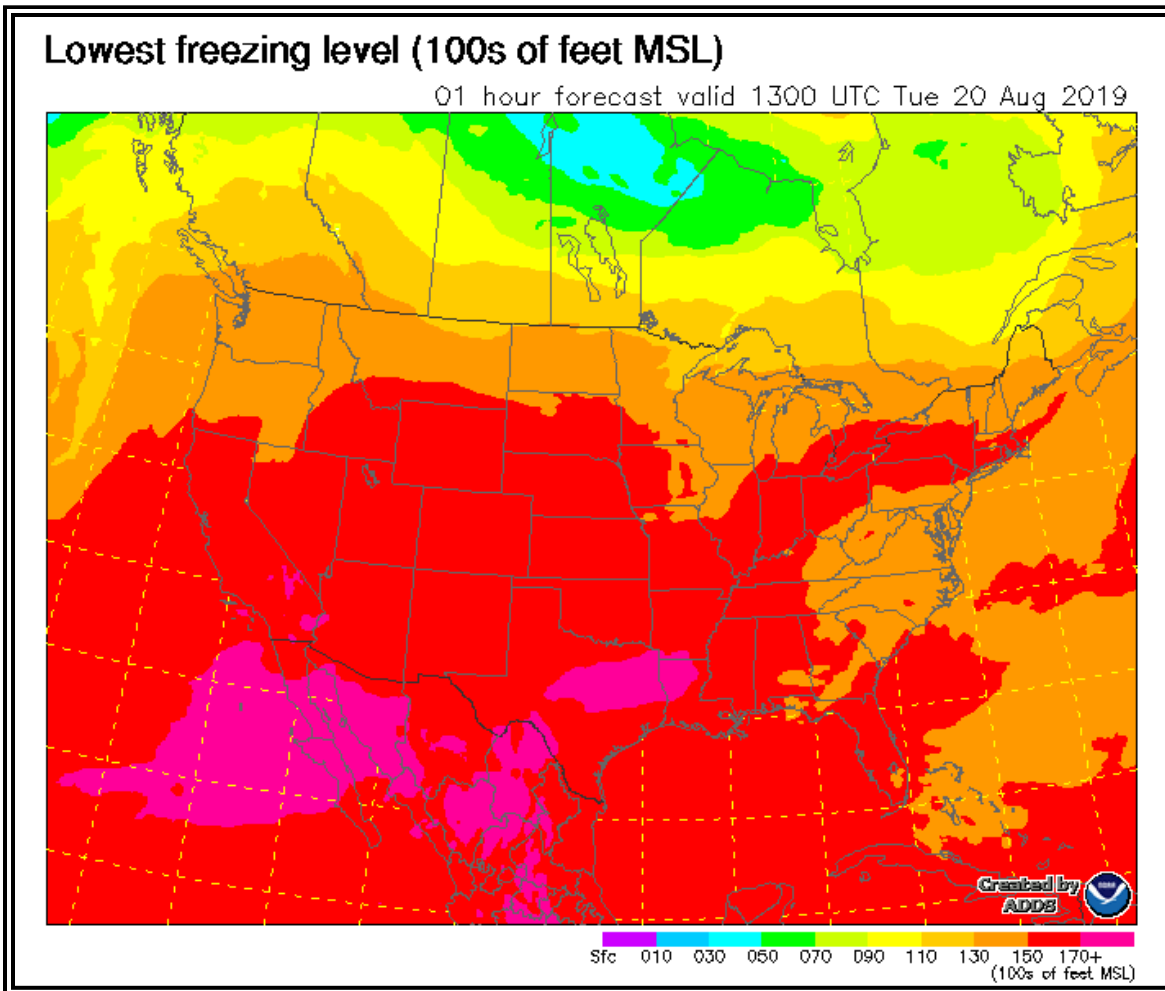 Lowest freezing level (100s of feet MSL)
01 hour forecast valid 1300 UTC Tue 20 Aug 2019
Created by
ADDS
Sfc 010 030 050 070 090 110 130 150 170+
(100s of feet MSL)